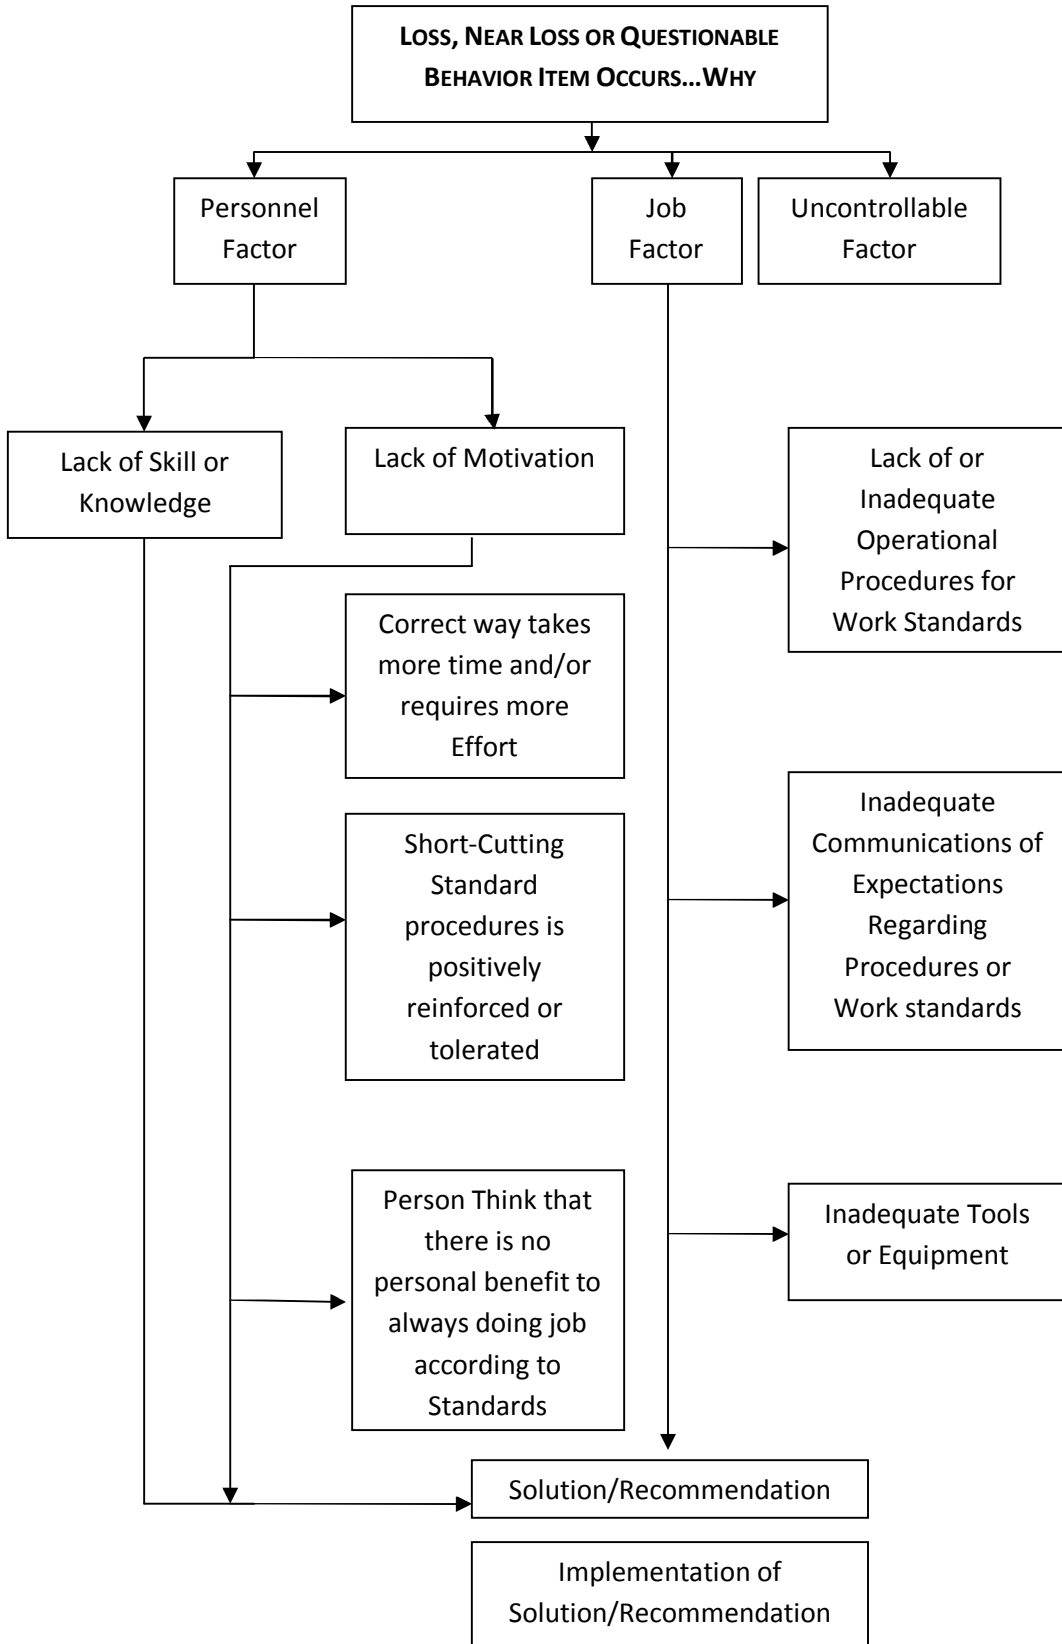 LOSS, NEAR LOSS OR QUESTIONABLE
BEHAVIOR ITEM OCCURS...WHY
Personnel
Factor
Job
Factor
Uncontrollable
Factor
Lack of Skill or
Knowledge
Lack of Motivation
Lack of or
Inadequate
Operational
Procedures for
Work Standards
Correct way takes
more time and/or
requires more
Effort
Short-Cutting
Standard
procedures is
positively
reinforced or
tolerated
Inadequate
Communications of
Expectations
Regarding
Procedures or
Work standards
Person Think that
there is no
personal benefit to
always doing job
according to
Standards
Inadequate Tools
or Equipment
Solution/Recommendation
Implementation of
Solution/Recommendation